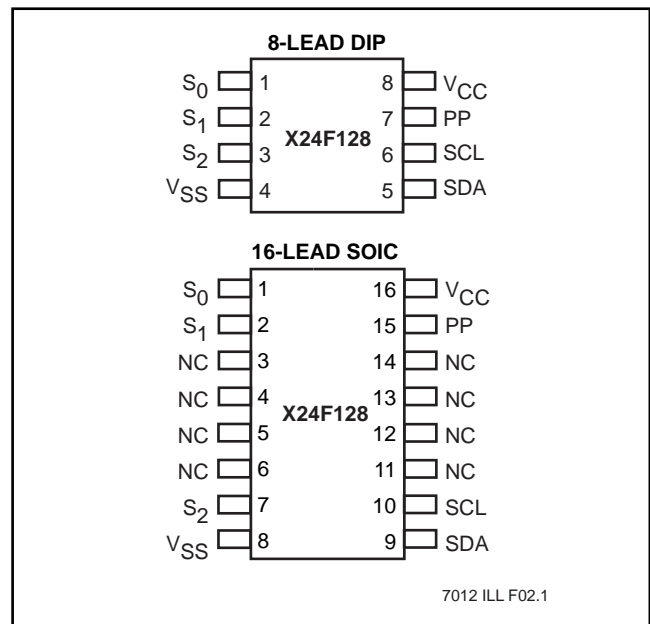 8-LEAD DIP
S0 1 8 VCC
S1 2 7 PP
X24F128
S2 3 6 SCL
VSS 4 5 SDA
16-LEAD SOIC
S0 1 16 VCC
S1 2 15 PP
NC 3 14 NC
NC 4 13 NC
X24F128
NC 5 12 NC
NC 6 11 NC
S2 7 10 SCL
VSS 8 9 SDA
7012 ILL F02.1